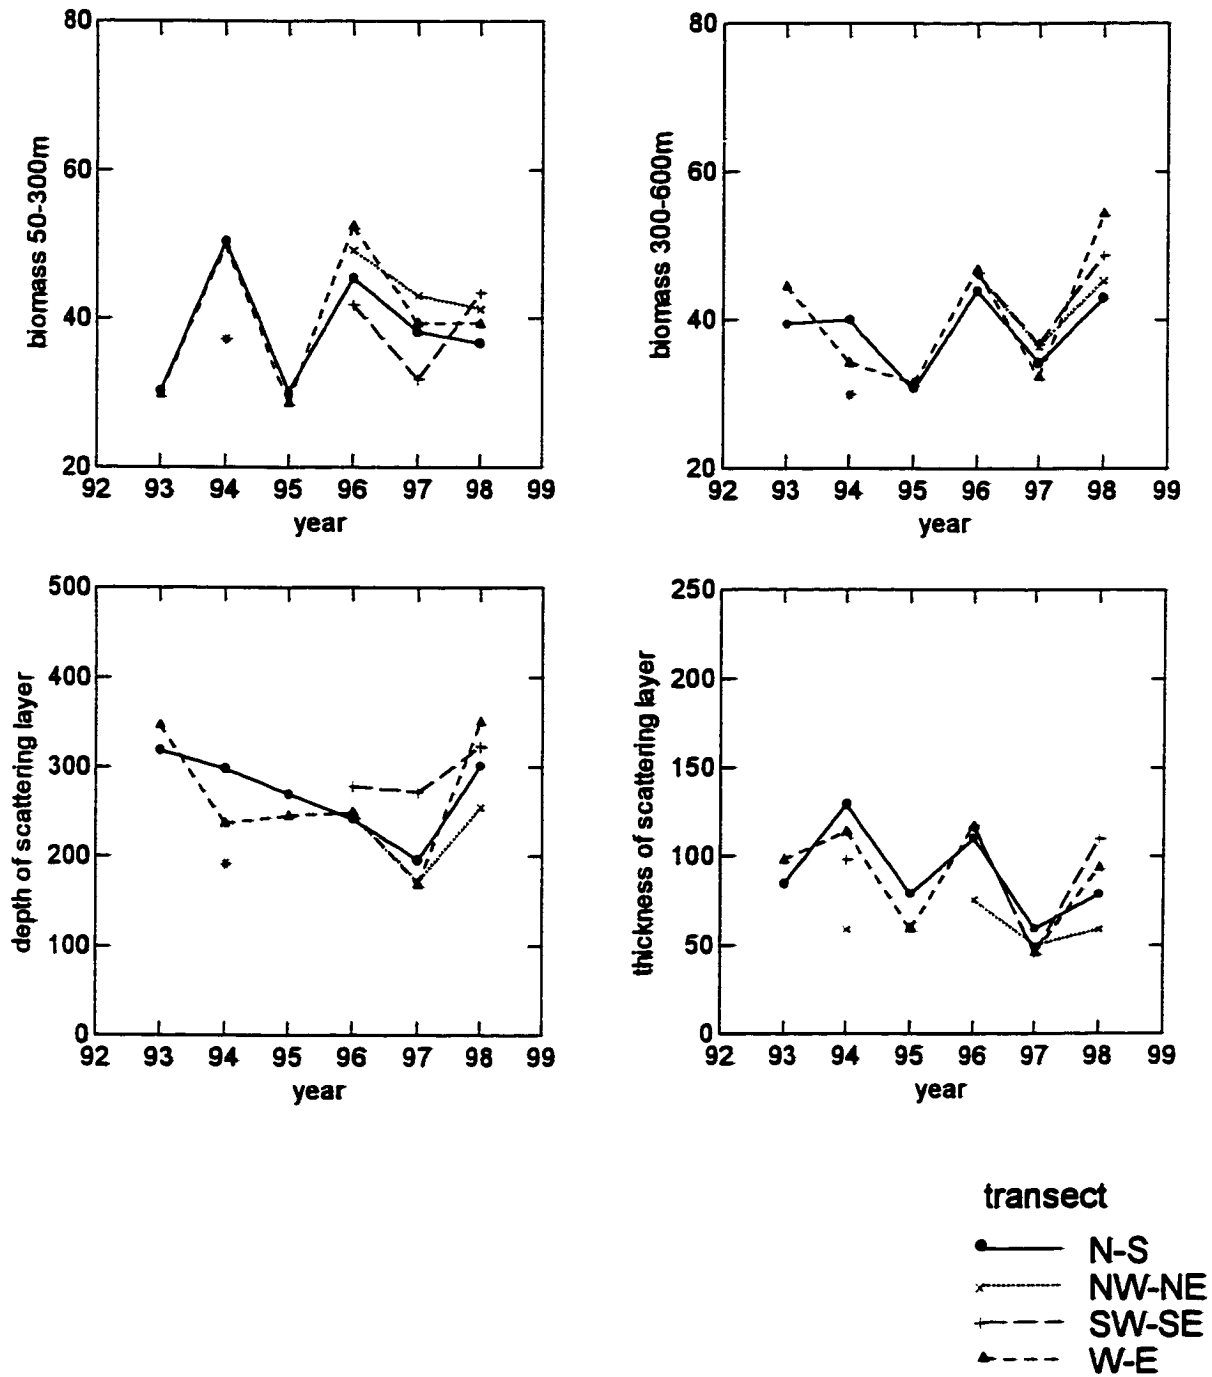 80
60
40
20
biomass 50-300m
92 93 94 95 96 97 98 99
year
80
60
40
20
biomass 300-600m
92 93 94 95 96 97 98 99
year
500
400
300
200
100
0
depth of scattering layer
92 93 94 95 96 97 98 99
year
250
200
150
100
50
0
thickness of scattering layer
92 93 94 95 96 97 98 99
year
transect
N-S
NW-NE
SW-SE
W-E